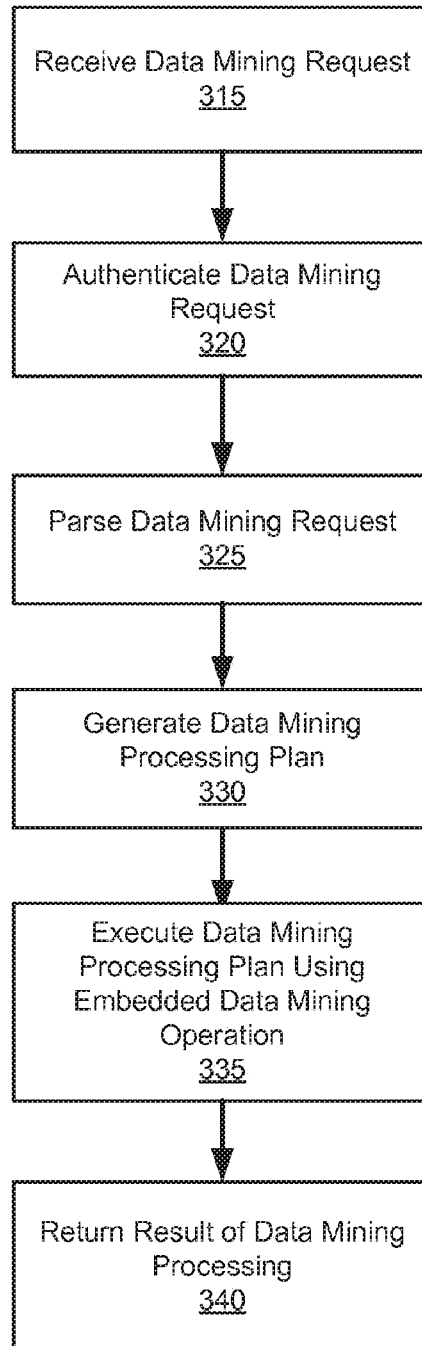 Receive Data Mining Request
315
Authenticate Data Mining
Request
320
Parse Data Mining Request
325
Generate Data Mining
Processing Plan
330
Execute Data Mining
Processing Plan Using
Embedded Data Mining
Operation
335
Return Result of Data Mining
Processing
340